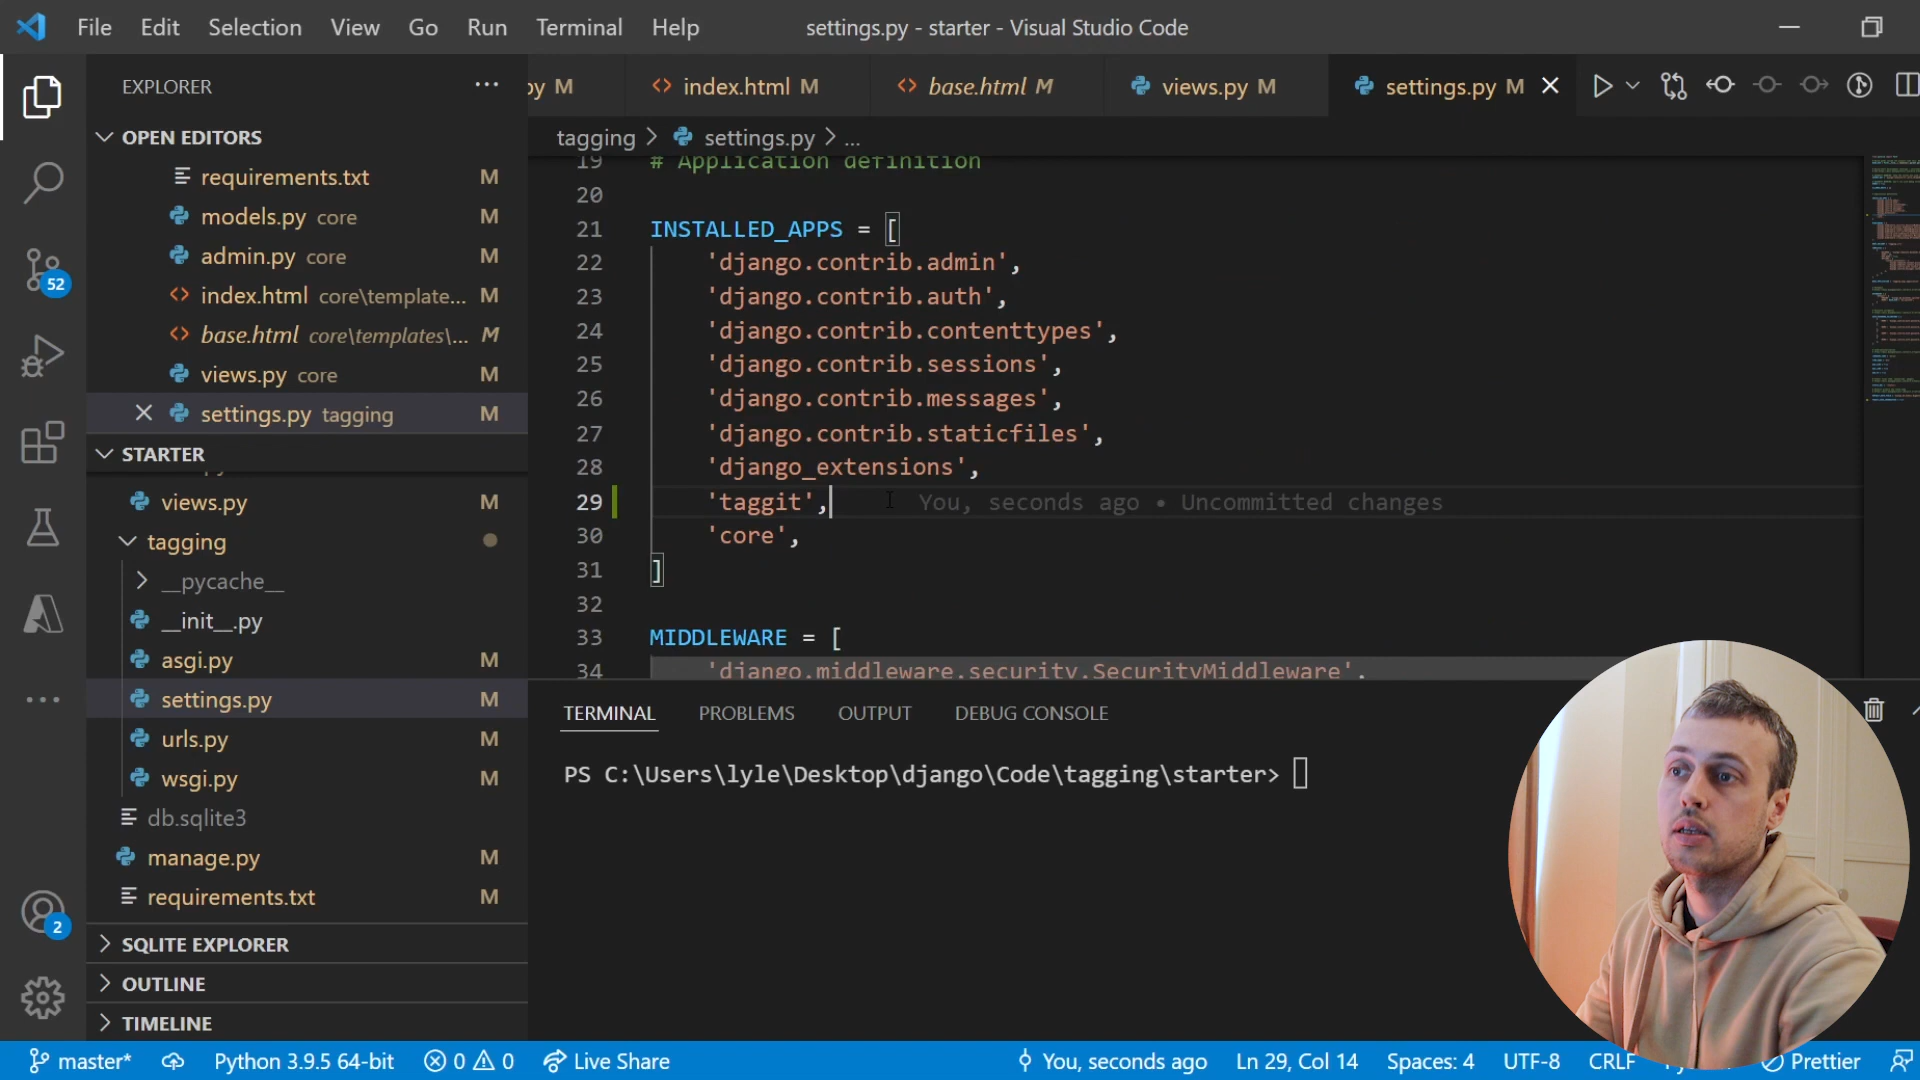 File Edit Selection View Go Run Terminal Help
settings.py - starter - Visual Studio Code
EXPLORER
OPEN EDITORS
requirements.txt M
models.py core M
admin.py core M
index.html core\template... M
base.html core\templates\... M
views.py core M
settings.py tagging M
STARTER
views.py M
tagging
__pycache__
__init__.py
asgi.py M
settings.py M
urls.py M
wsgi.py M
db.sqlite3
manage.py M
requirements.txt M
SQLITE EXPLORER
OUTLINE
TIMELINE
52
2
py M
index.html M
base.html M
views.py M
settings.py M
tagging > settings.py > ...
19 # Application definition
20
21 INSTALLED_APPS = [
22 'django.contrib.admin',
23 'django.contrib.auth',
24 'django.contrib.contenttypes',
25 'django.contrib.sessions',
26 'django.contrib.messages',
27 'django.contrib.staticfiles',
28 'django_extensions',
29 'taggit', You, seconds ago • Uncommitted changes
30 'core',
31 ]
32
33 MIDDLEWARE = [
34 'django.middleware.security.SecurityMiddleware',
TERMINAL PROBLEMS OUTPUT DEBUG CONSOLE
PS C:\Users\lyle\Desktop\django\Code\tagging\starter>
master* Python 3.9.5 64-bit 0 0 Live Share You, seconds ago Ln 29, Col 14 Spaces: 4 UTF-8 CRLF Prettier